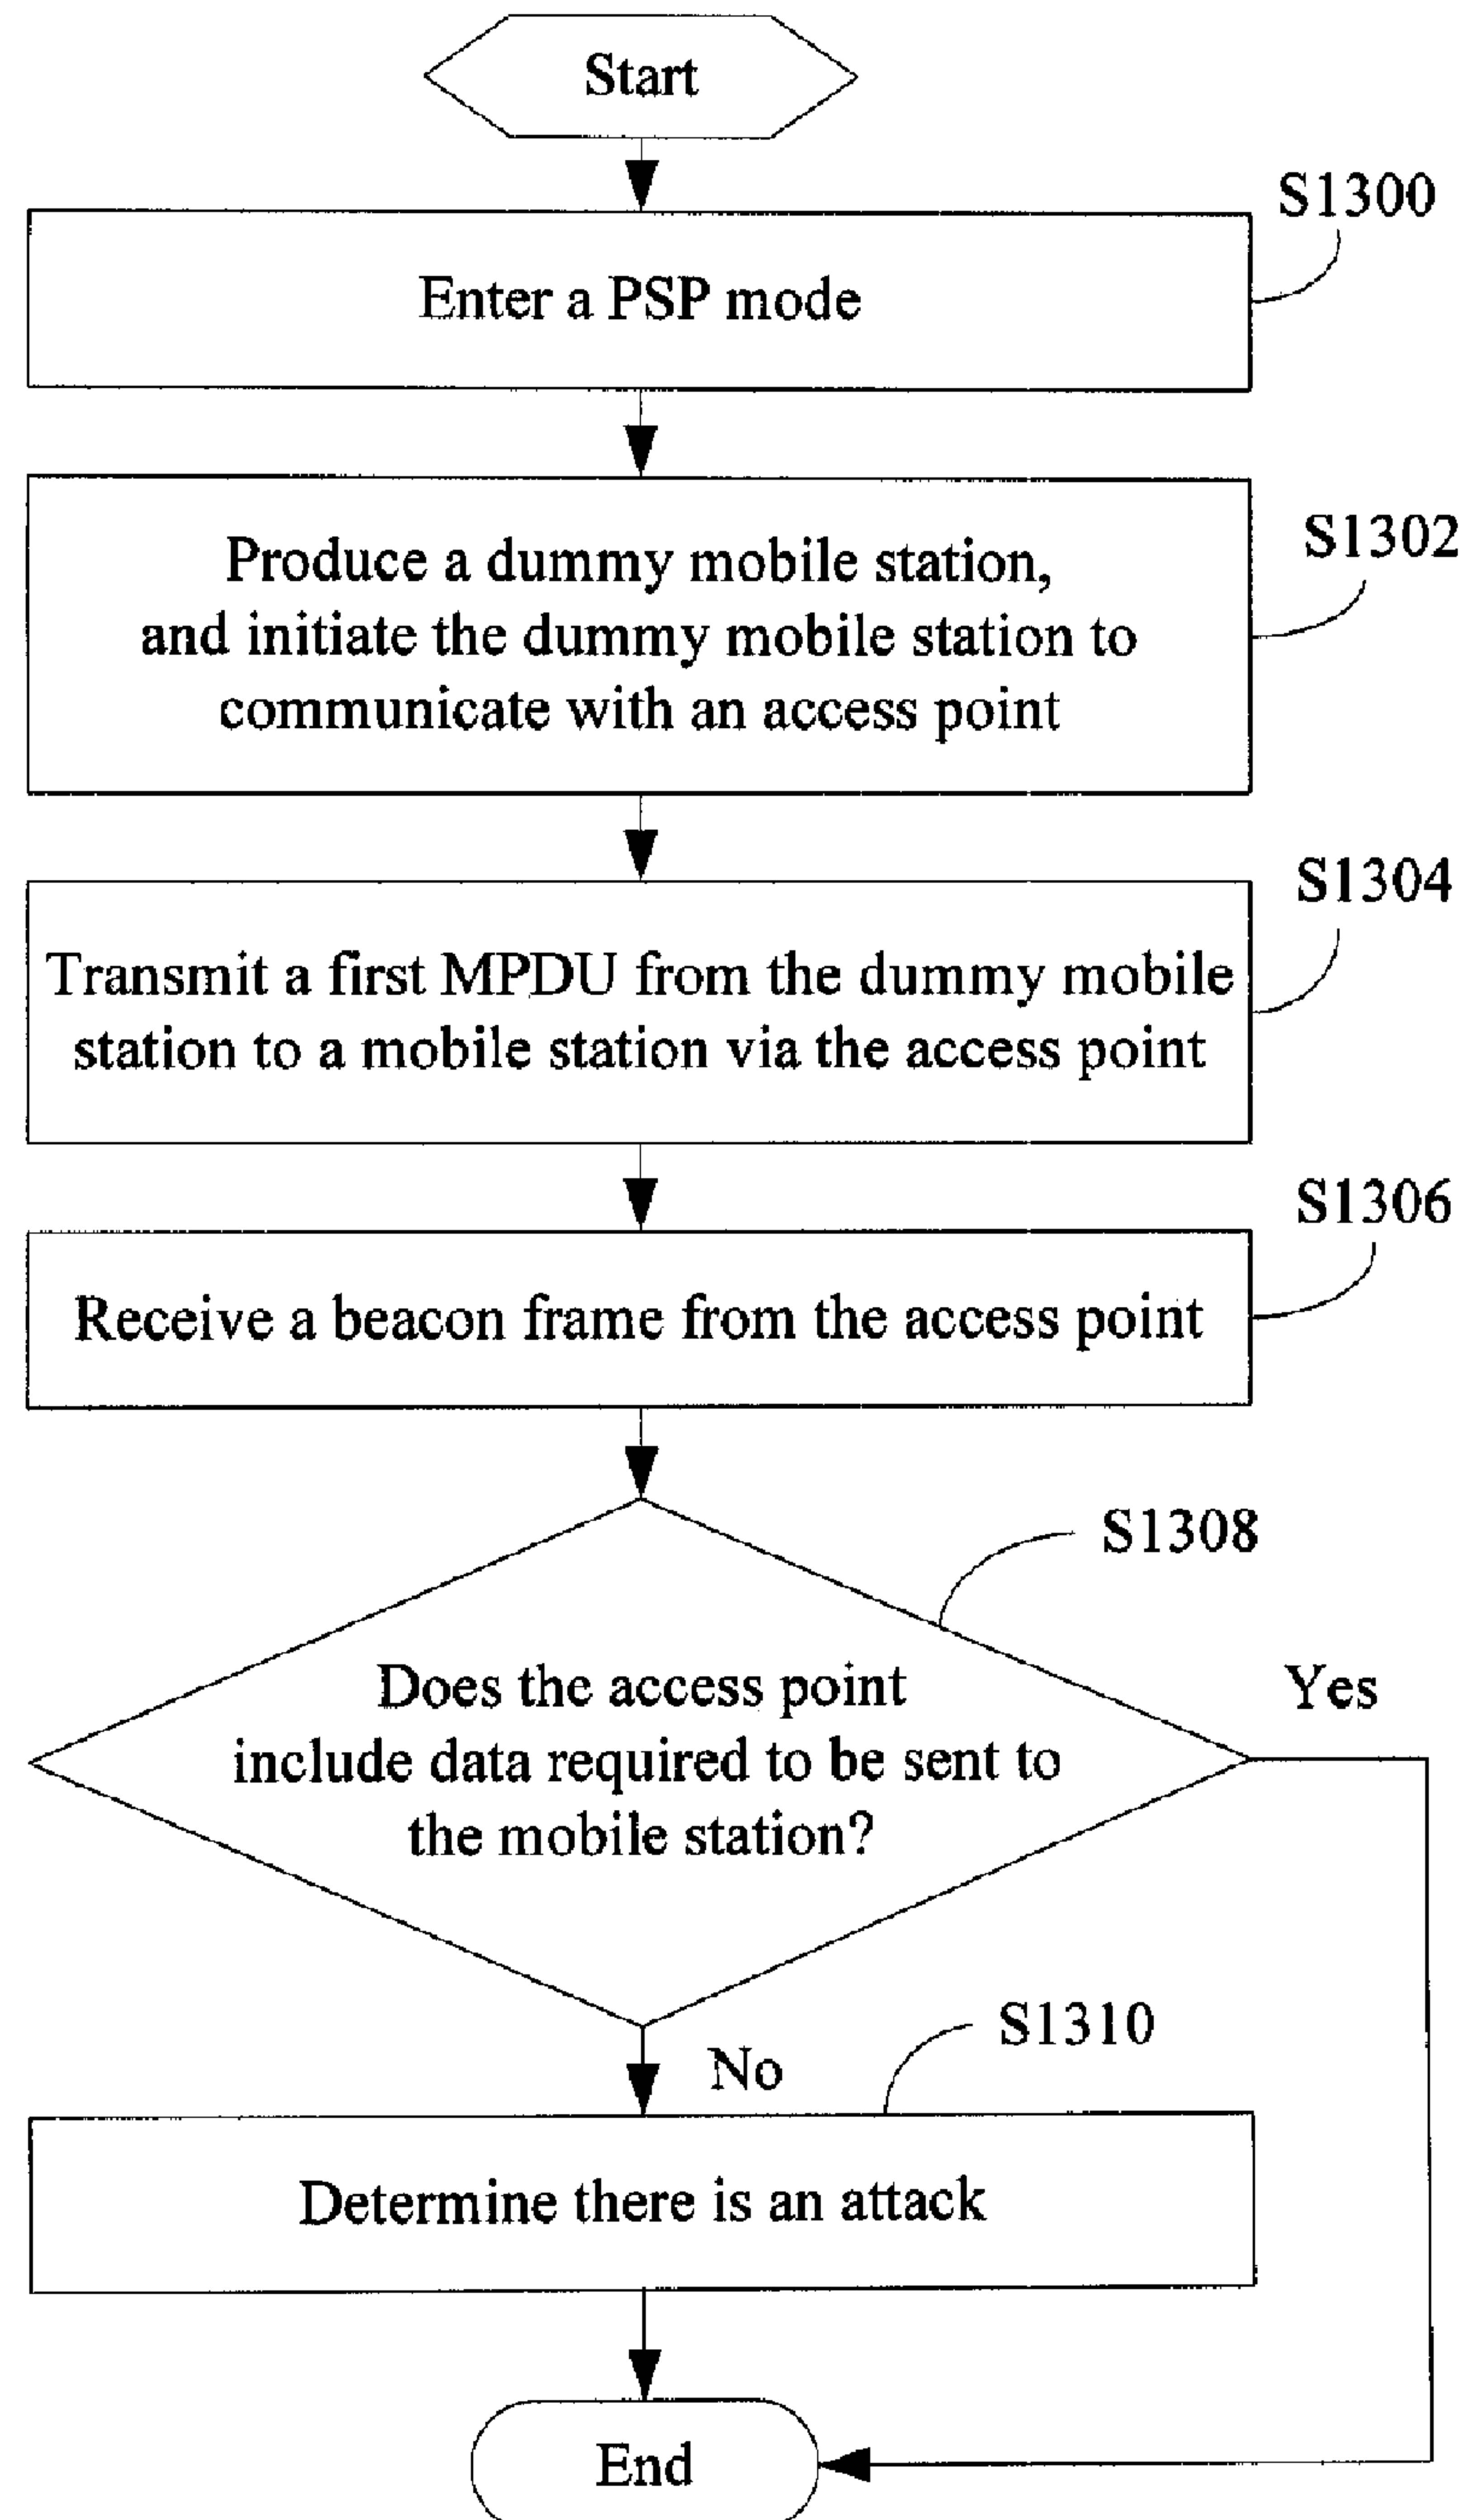 Start
S1300
Enter a PSP mode
S1302
Produce a dummy mobile station,
and initiate the dummy mobile station to
communicate with an access point
S1304
Transmit a first MPDU from the dummy mobile
station to a mobile station via the access point
S1306
Receive a beacon frame from the access point
S1308
Does the access point
include data required to be sent to
the mobile station?
Yes
No
S1310
Determine there is an attack
End